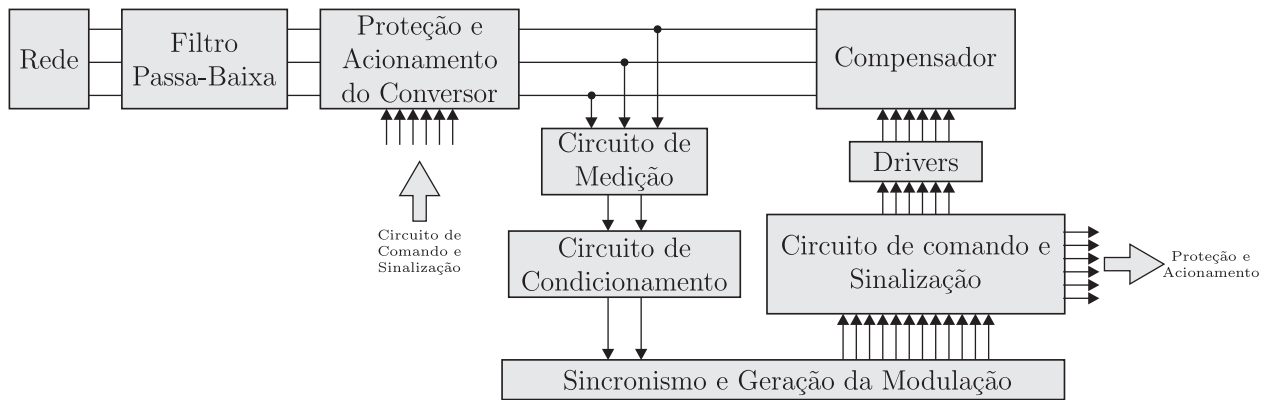 Rede
Filtro
Passa-Baixa
Proteção e
Acionamento
do Conversor
Compensador
Circuito de
Medição
Drivers
Circuito de
Comando e
Sinalização
Circuito de
Condicionamento
Circuito de comando e
Sinalização
Proteção e
Acionamento
Sincronismo e Geração da Modulação